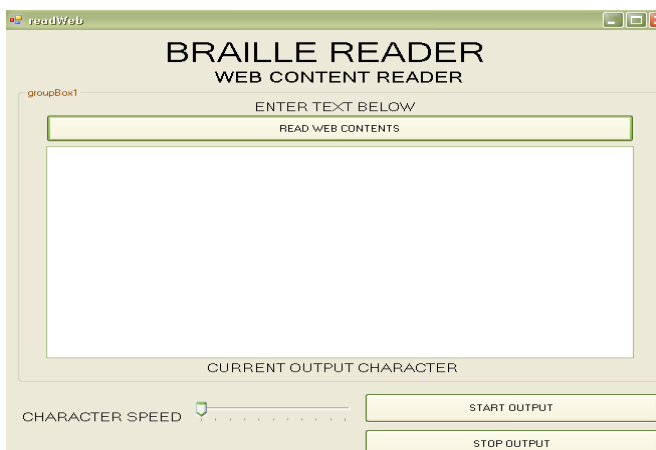 readWeb
BRAILLE READER
WEB CONTENT READER
groupBox1
ENTER TEXT BELOW
READ WEB CONTENTS
CURRENT OUTPUT CHARACTER
CHARACTER SPEED
START OUTPUT
STOP OUTPUT